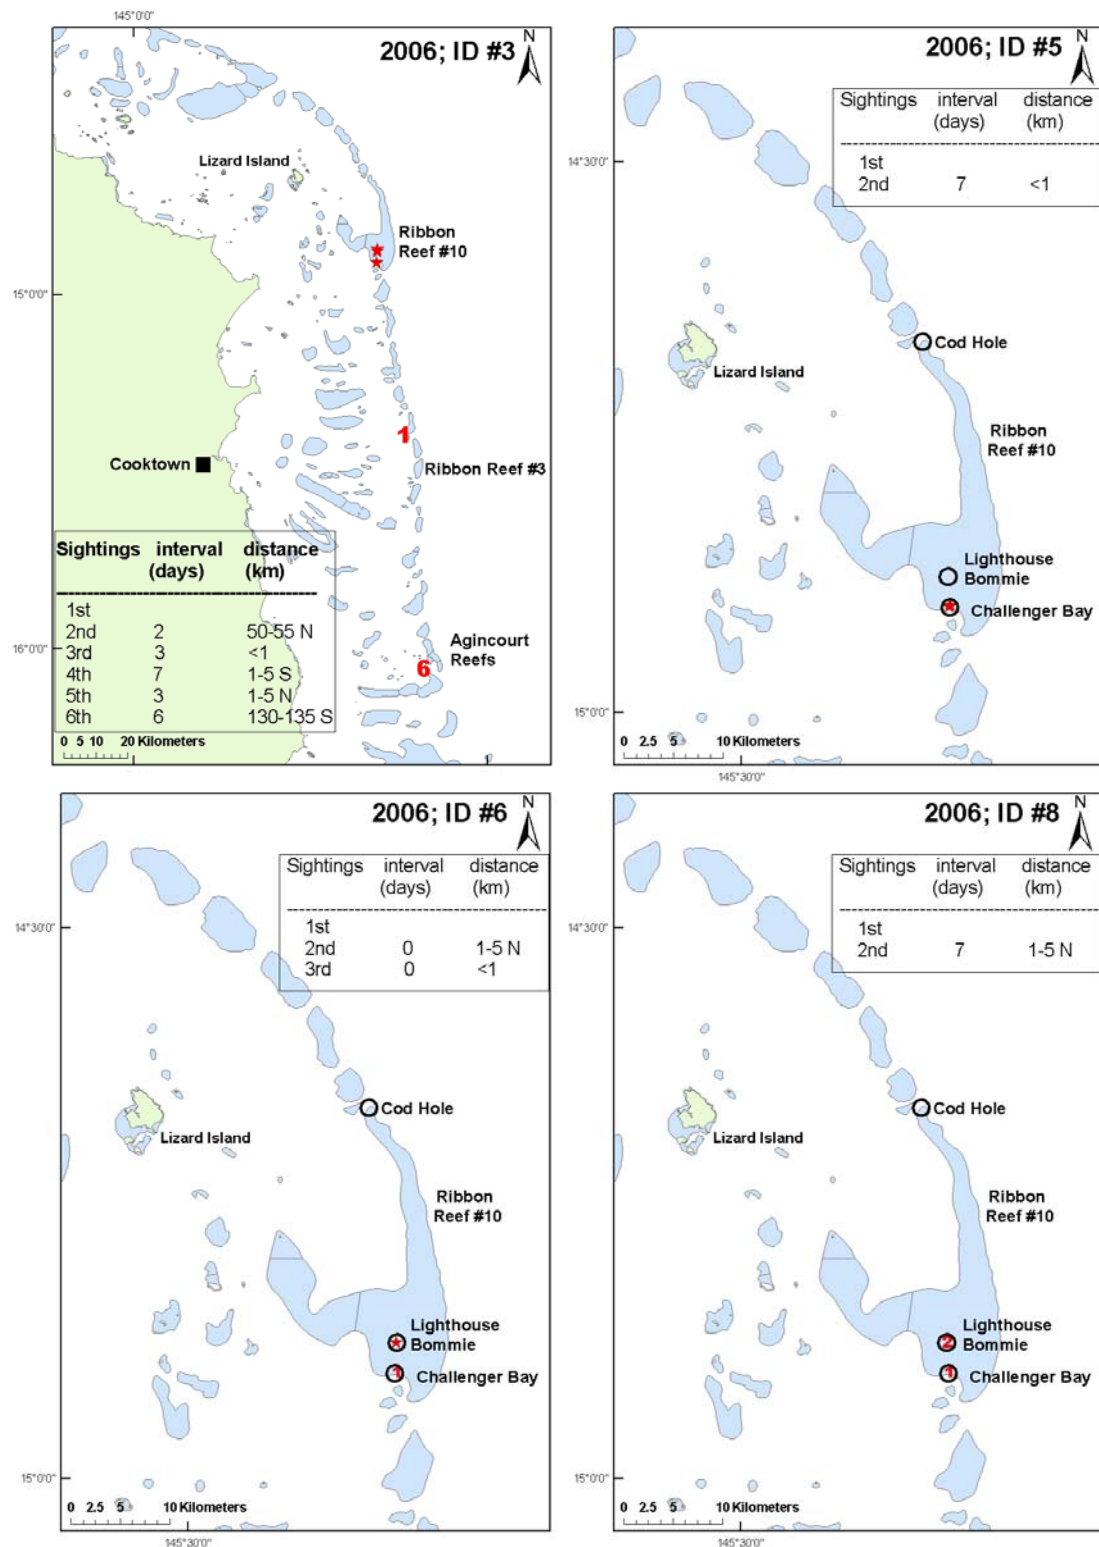 145°0'0"
2006; ID #3
N
Lizard Island
Ribbon
Reef #10
15°0'0"
1
Cooktown
Ribbon Reef #3
Sightings interval distance
(days) (km)
1st
2nd 2 50-55 N
3rd 3 <1
4th 7 1-5 S
5th 3 1-5 N
6th 6 130-135 S
Agincourt
Reefs
16°0'0"
6
0 5 10 20 Kilometers
2006; ID #5
N
Sightings interval distance
(days) (km)
1st
2nd 7 <1
14°30'0"
Cod Hole
Lizard Island
Ribbon
Reef #10
Lighthouse
Bommie
Challenger Bay
15°0'0"
0 2.5 5 10 Kilometers
145°30'0"
2006; ID #6
N
Sightings interval distance
(days) (km)
1st
2nd 0 1-5 N
3rd 0 <1
14°30'0"
Cod Hole
Lizard Island
Ribbon
Reef #10
Lighthouse
Bommie
1 Challenger Bay
15°0'0"
0 2.5 5 10 Kilometers
145°30'0"
2006; ID #8
N
Sightings interval distance
(days) (km)
1st
2nd 7 1-5 N
14°30'0"
Cod Hole
Lizard Island
Ribbon
Reef #10
Lighthouse
2 Bommie
1 Challenger Bay
15°0'0"
0 2.5 5 10 Kilometers
145°30'0"